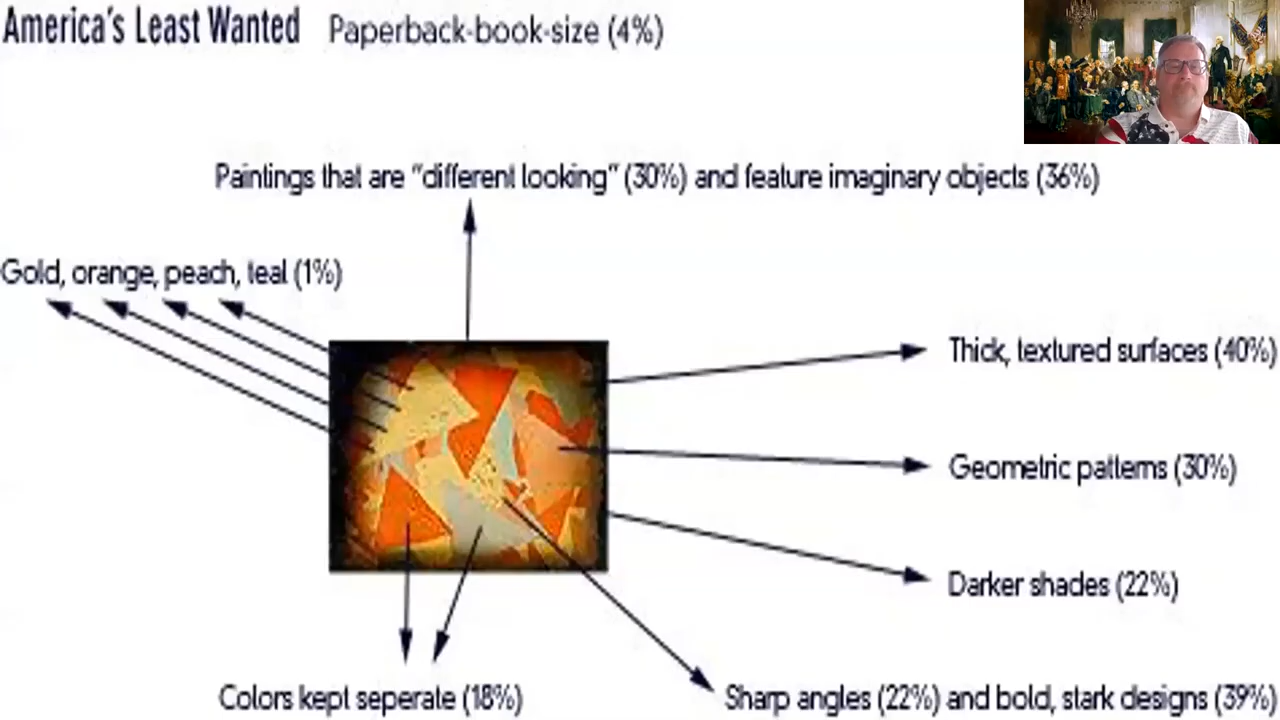 America's Least Wanted Paperback-book-size (4%)
Paintings that are "different looking" (30%) and feature imaginary objects (36%)
Gold, orange, peach, teal (1%)
Thick, textured surfaces (40%)
Geometric patterns (30%)
Darker shades (22%)
Colors kept seperate (18%)
Sharp angles (22%) and bold, stark designs (39%)